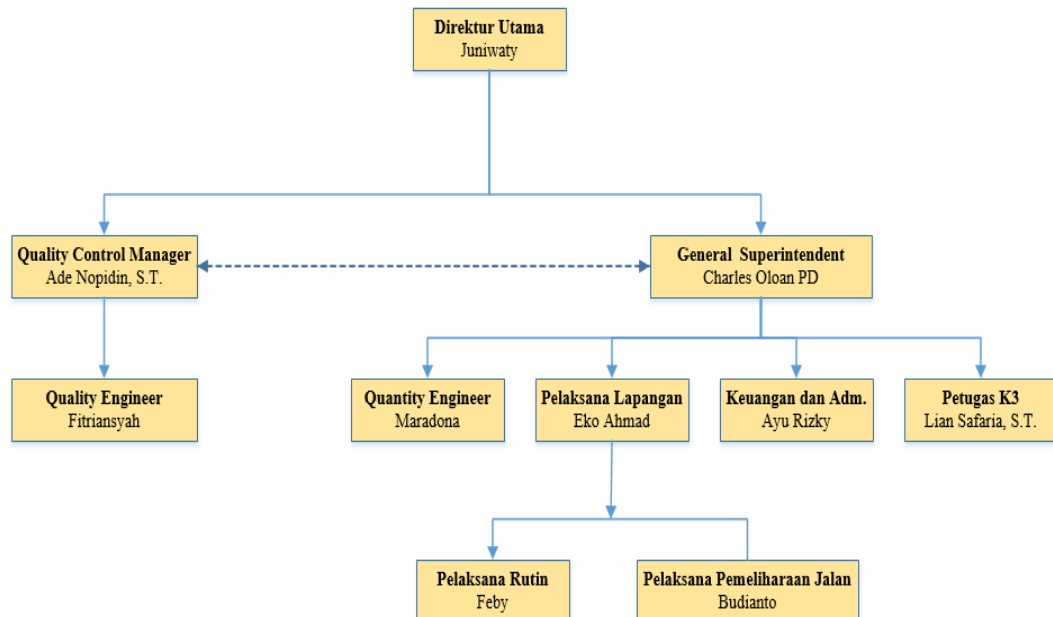 Direktur Utama
Juniwaty
Quality Control Manager
Ade Nopidin, S.T.
General Superintendent
Charles Oloan PD
Quality Engineer
Fitriansyah
Quantity Engineer
Maradona
Pelaksana Lapangan
Eko Ahmad
Keuangan dan Adm.
Ayu Rizky
Petugas K3
Lian Safaria, S.T.
Pelaksana Rutin
Feby
Pelaksana Pemeliharaan Jalan
Budianto